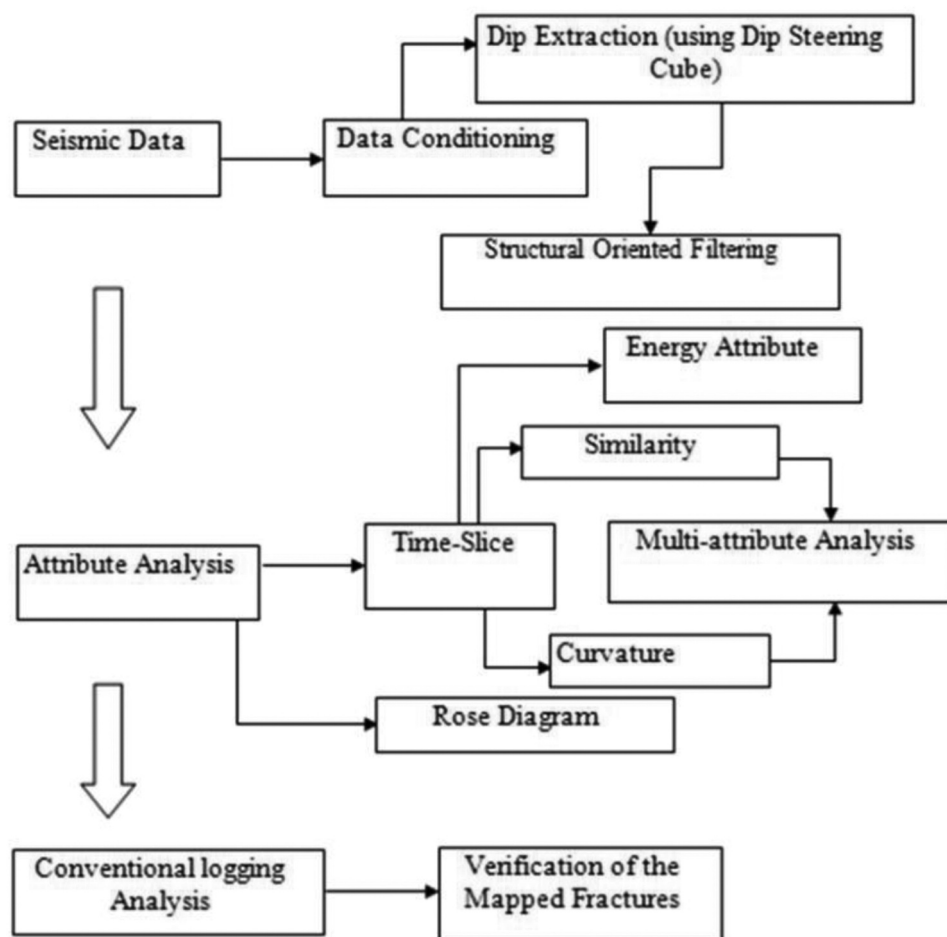 Dip Extraction (using Dip Steering
Cube)
Seismic Data
Data Conditioning
Structural Oriented Filtering
Energy Attribute
Similarity
Time-Slice
Multi-attribute Analysis
Attribute Analysis
Curvature
Rose Diagram
Conventional logging
Analysis
Verification of the
Mapped Fractures